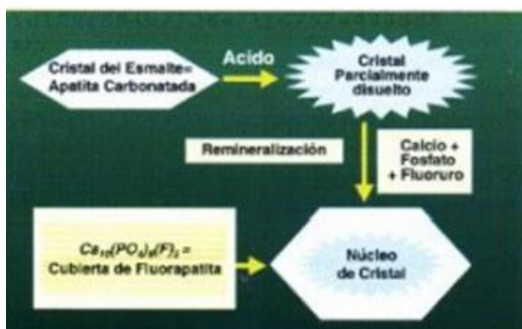 Cristal del Esmalte=
Apatita Carbonatada
Acido
Cristal
Parcialmente
disuelto
Remineralización
Calcio +
Fosfato
+ Fluoruro
Ca₁₀(PO₄)₆(F)₂ =
Cubierta de Fluorapatita
Núcleo
de Cristal